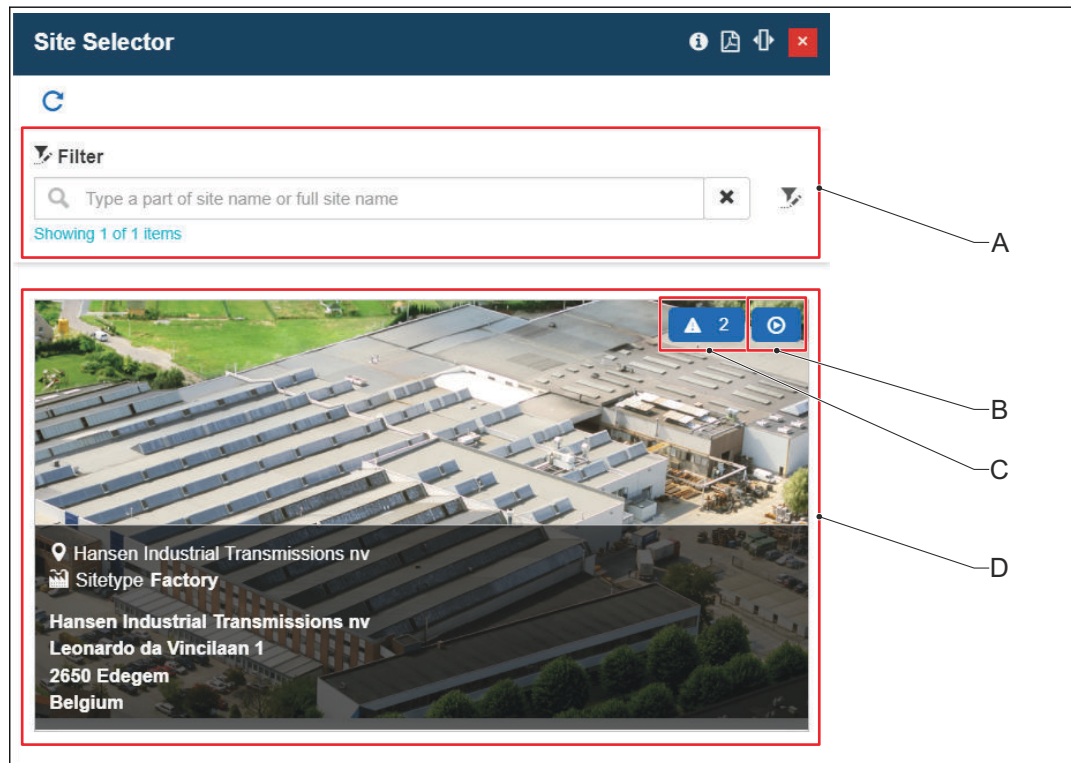 Site Selector
Filter
Type a part of site name or full site name
Showing 1 of 1 items
A
2
B
C
D
Hansen Industrial Transmissions nv
Sitetype Factory
Hansen Industrial Transmissions nv
Leonardo da Vincilaan 1
2650 Edegem
Belgium